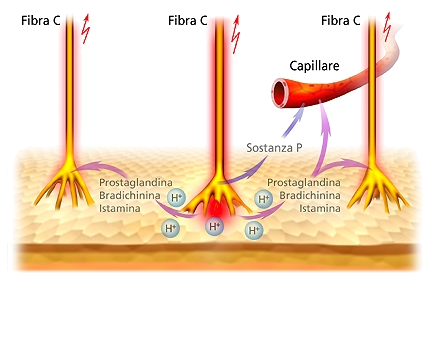 Fibra C
Fibra C
Fibra C
Capillare
Sostanza P
Prostaglandina
Bradichinina
Istamina
Prostaglandina
Bradichinina
Istamina
H+
H+
H+
H+
H+